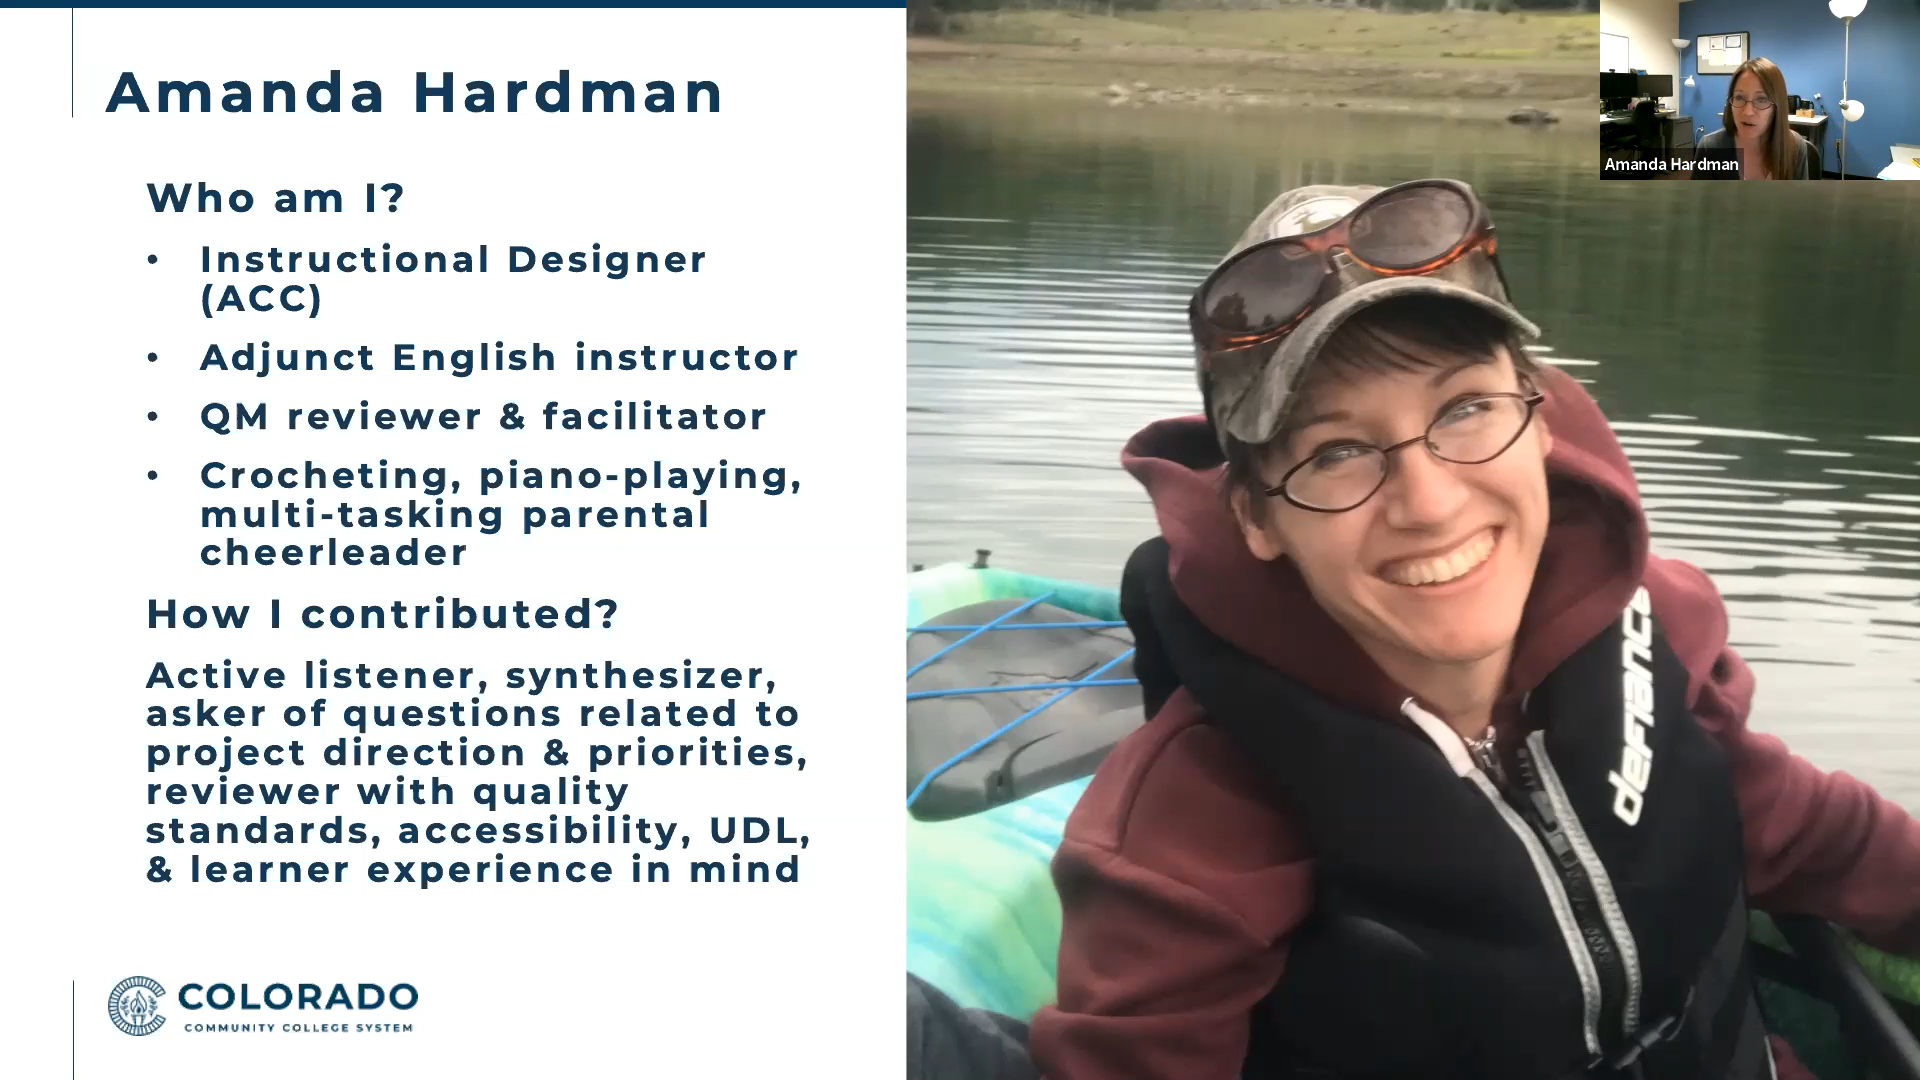 Amanda Hardman
Who am I?
• Instructional Designer
(ACC)
• Adjunct English instructor
• QM reviewer & facilitator
• Crocheting, piano-playing,
multi-tasking parental
cheerleader
How I contributed?
Active listener, synthesizer,
asker of questions related to
project direction & priorities,
reviewer with quality
standards, accessibility, UDL,
& learner experience in mind
COLORADO
COMMUNITY COLLEGE SYSTEM
defiance
Amanda Hardman